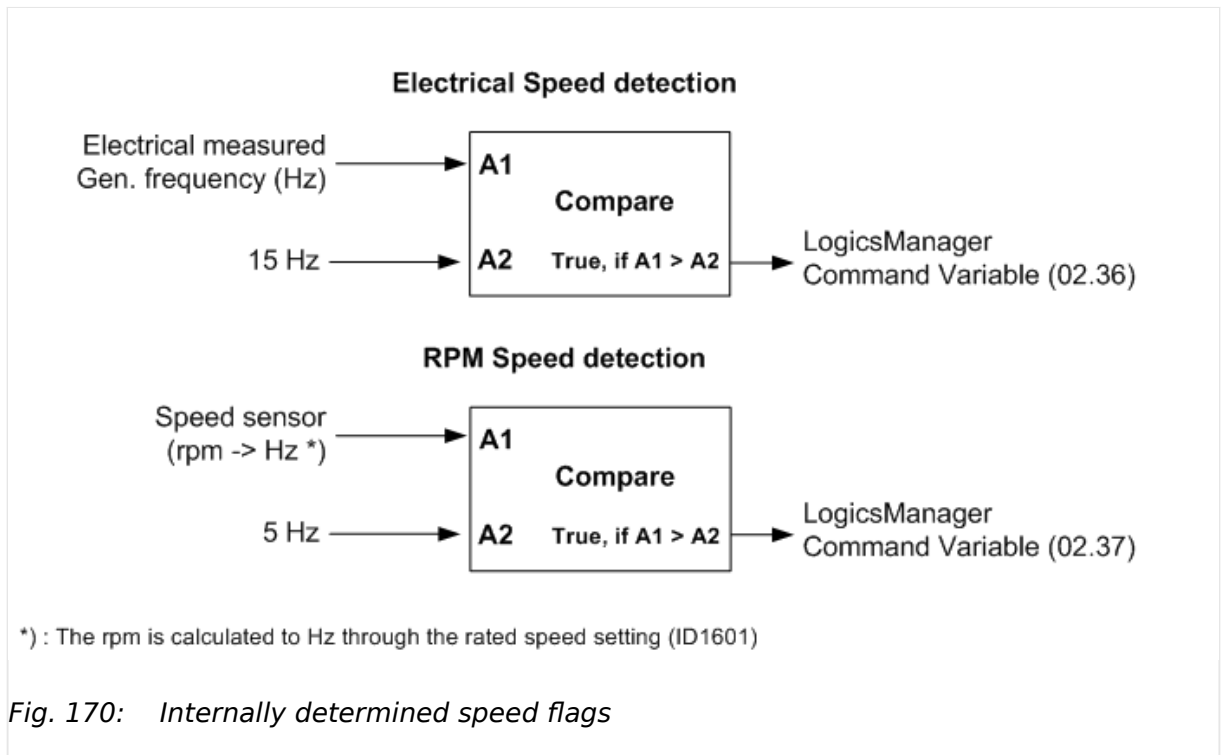 Electrical Speed detection
Electrical measured
Gen. frequency (Hz)
A1
Compare
15 Hz
A2 True, if A1 > A2
LogicsManager
Command Variable (02.36)
RPM Speed detection
Speed sensor
(rpm -> Hz *)
A1
Compare
5 Hz
A2 True, if A1 > A2
LogicsManager
Command Variable (02.37)
*) : The rpm is calculated to Hz through the rated speed setting (ID1601)
Fig. 170: Internally determined speed flags